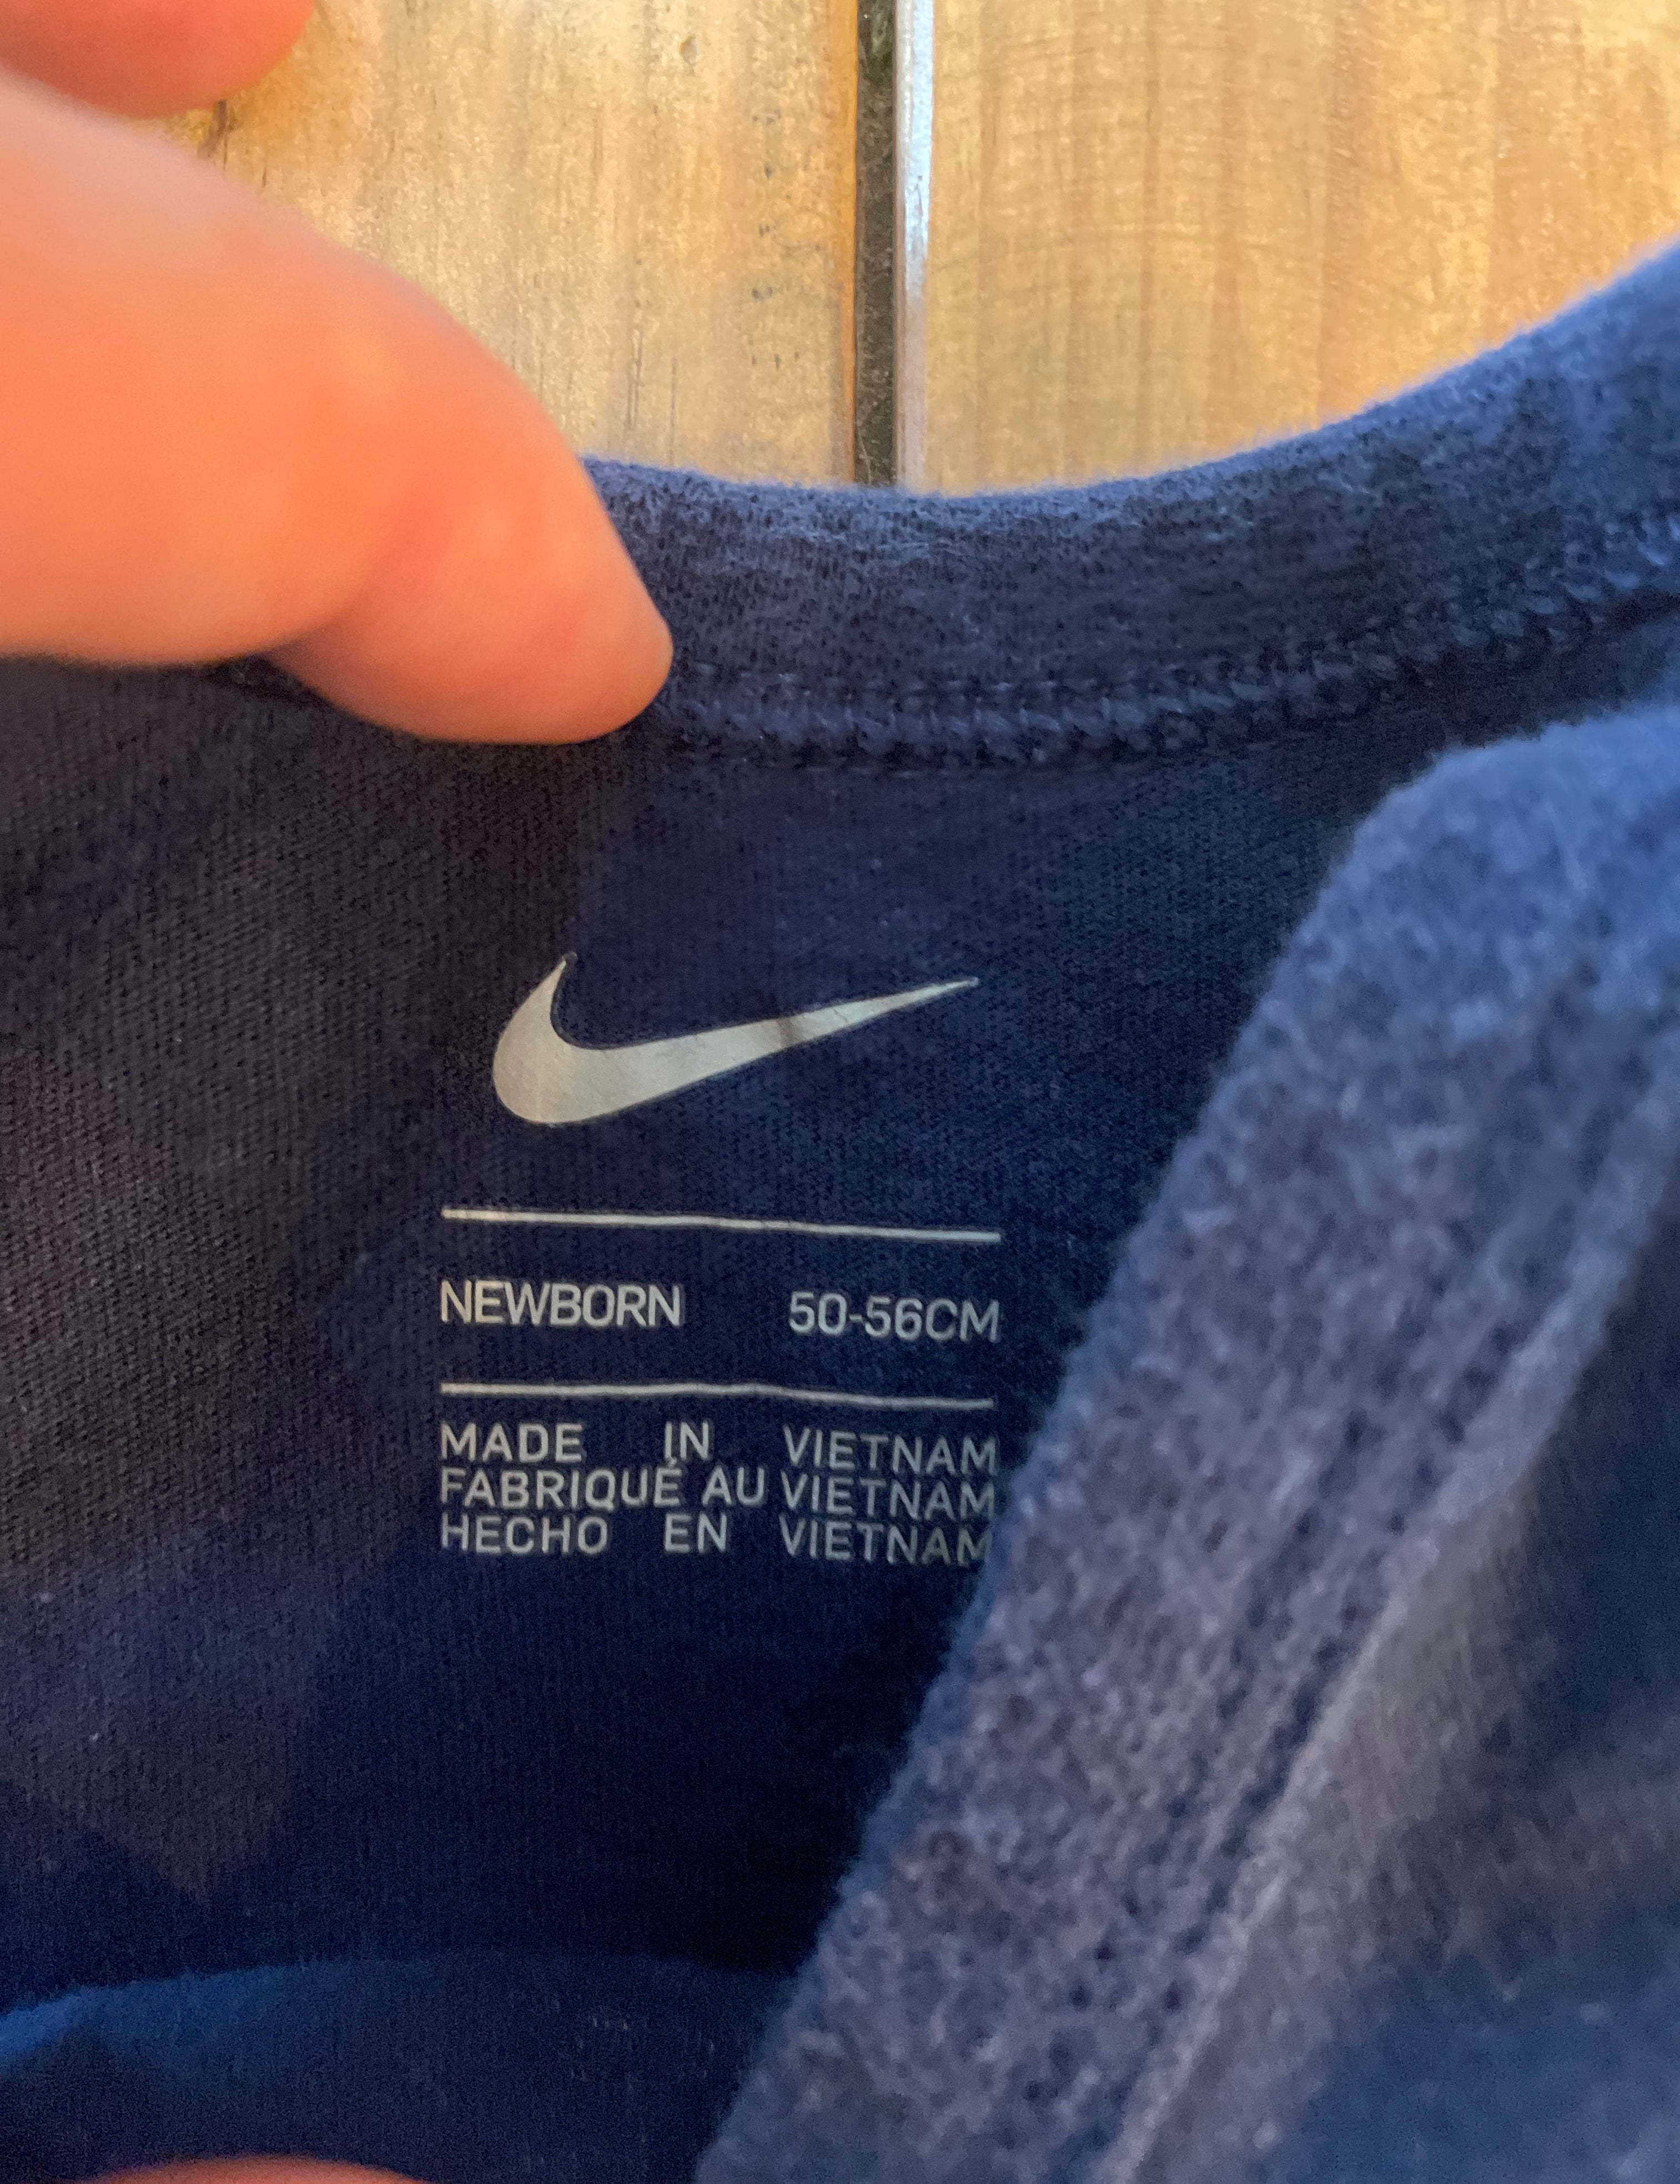 NEWBORN 50-56CM
MADE IN VIETNAM
FABRIQUÉ AU VIETNAM
HECHO EN VIETNAM